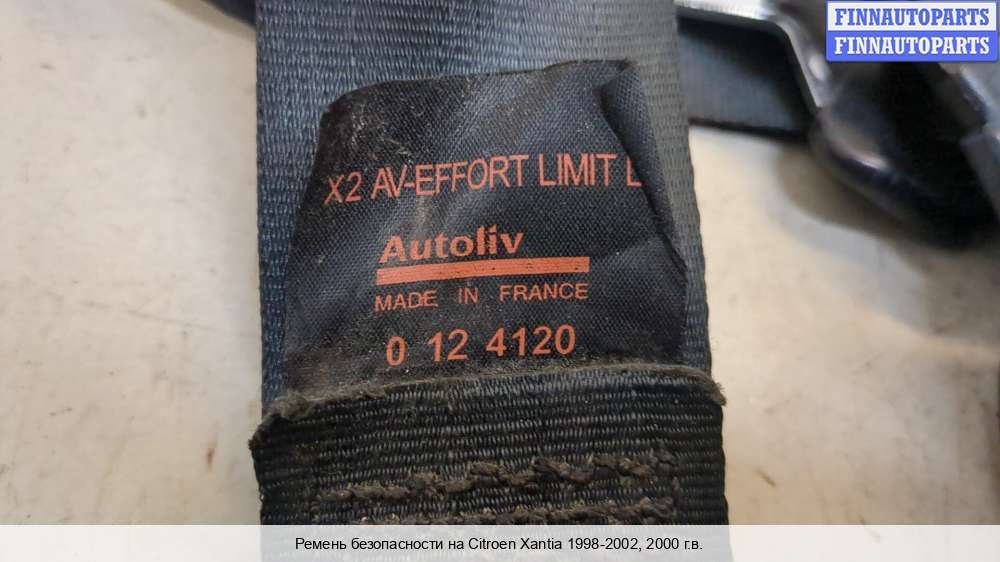 FINNAUTOPARTS
FINNAUTOPARTS
X2 AV-EFFORT LIMIT
Autoliv
MADE IN FRANCE
0 12 4120
Ремень безопасности на Citroen Xantia 1998-2002, 2000 г.в.